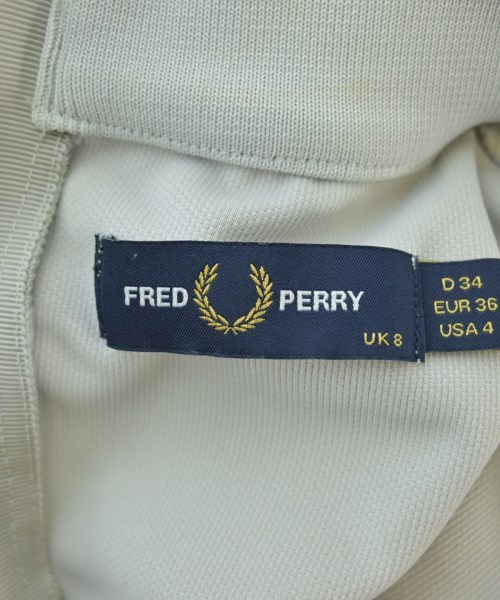 FRED PERRY
UK 8
D 34
EUR 36
USA 4